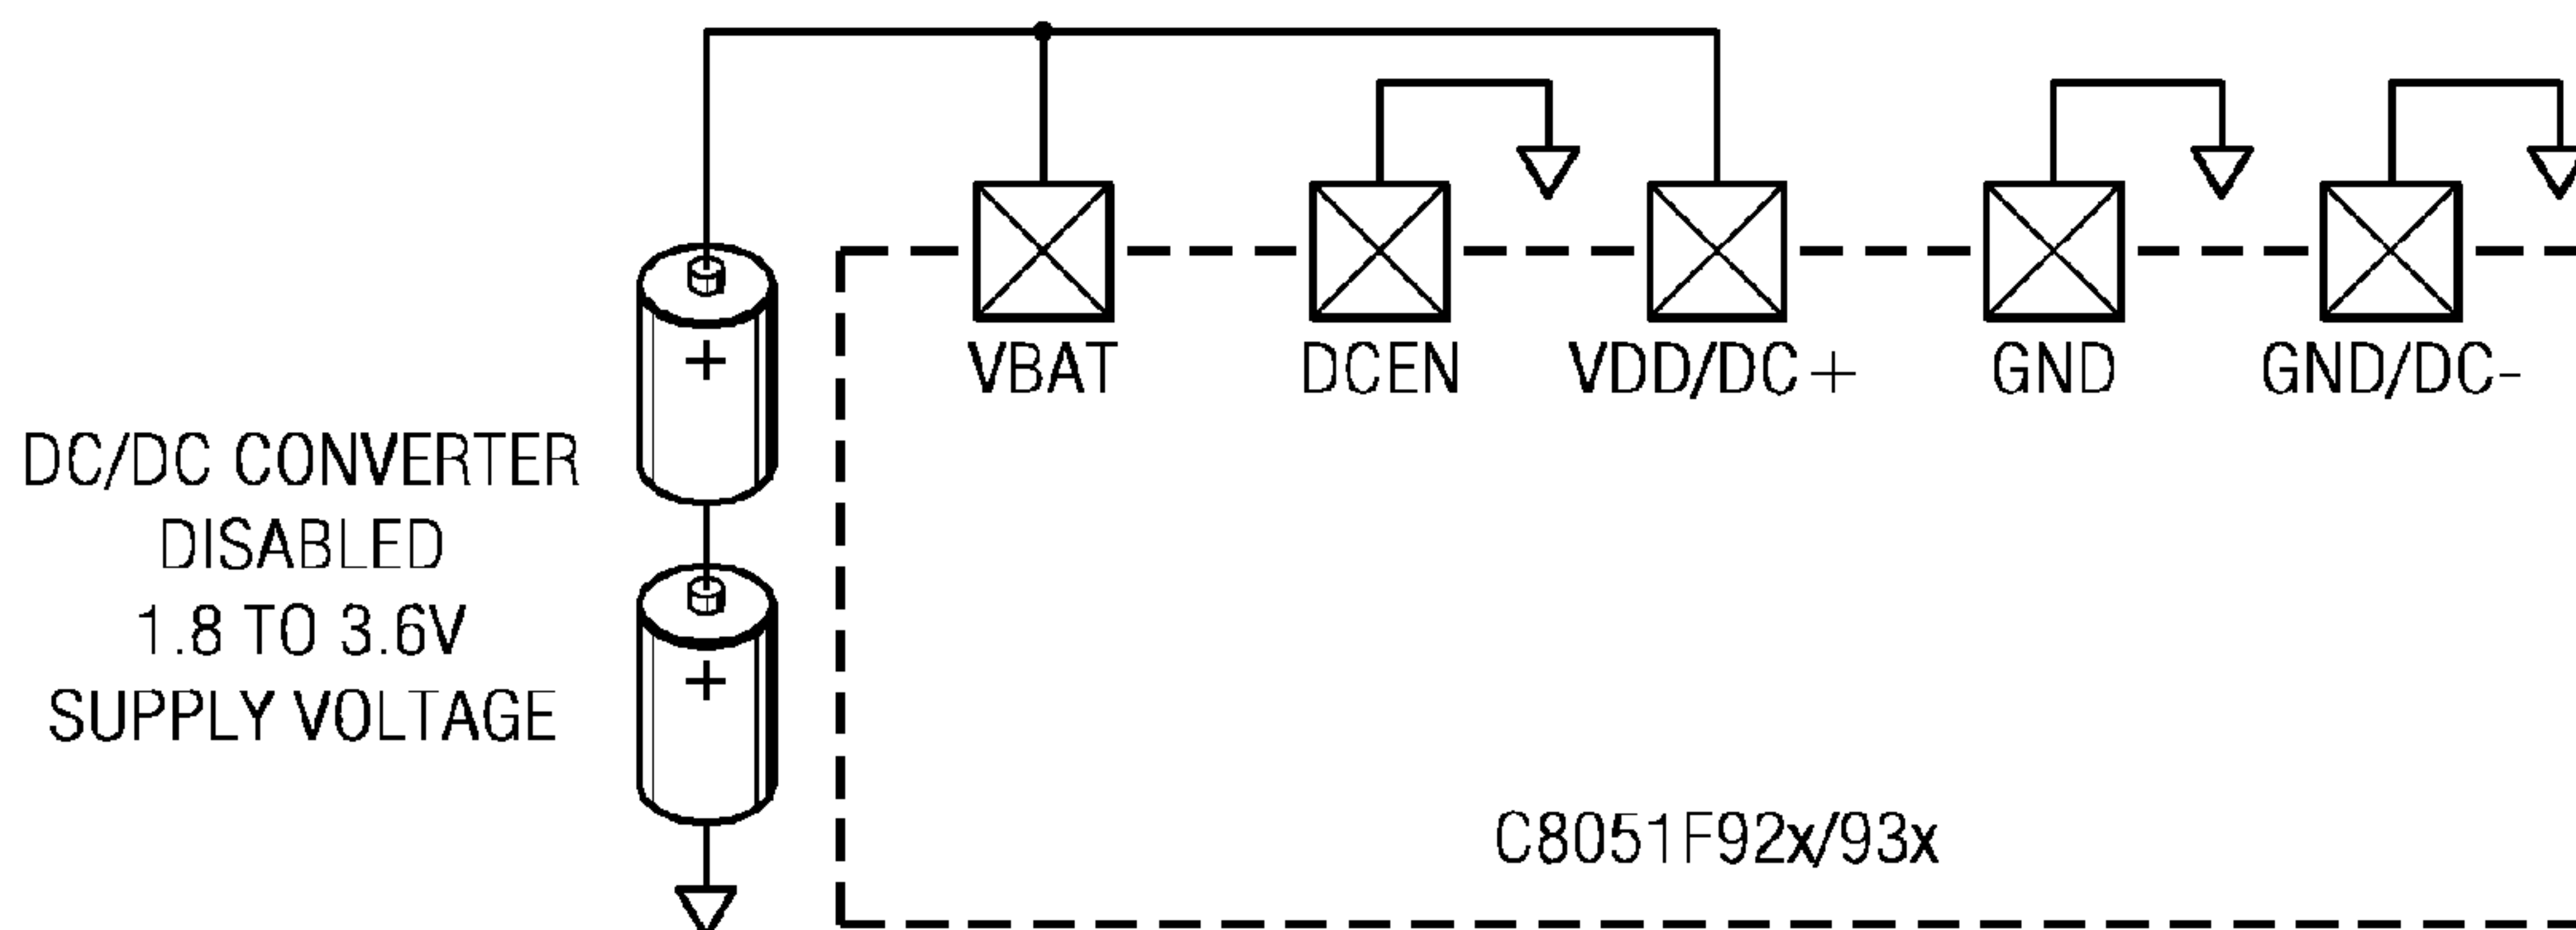 VBAT
DCEN
VDD/DC+
GND
GND/DC-
+
DC/DC CONVERTER
DISABLED
1.8 TO 3.6V
SUPPLY VOLTAGE
+
C8051F92x/93x